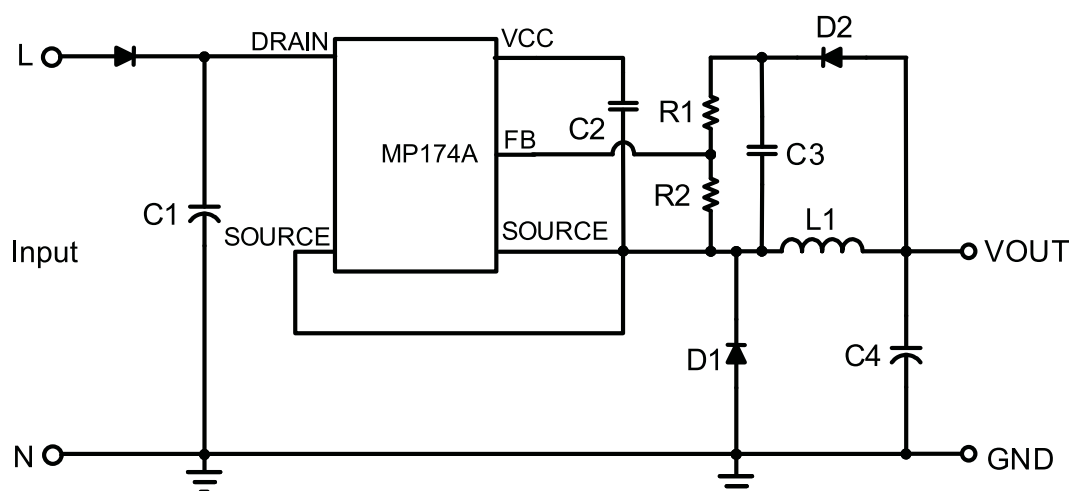 D2
L
DRAIN
VCC
R1
C2
FB
MP174A
C3
R2
C1
L1
SOURCE
SOURCE
Input
VOUT
D1
C4
N
GND